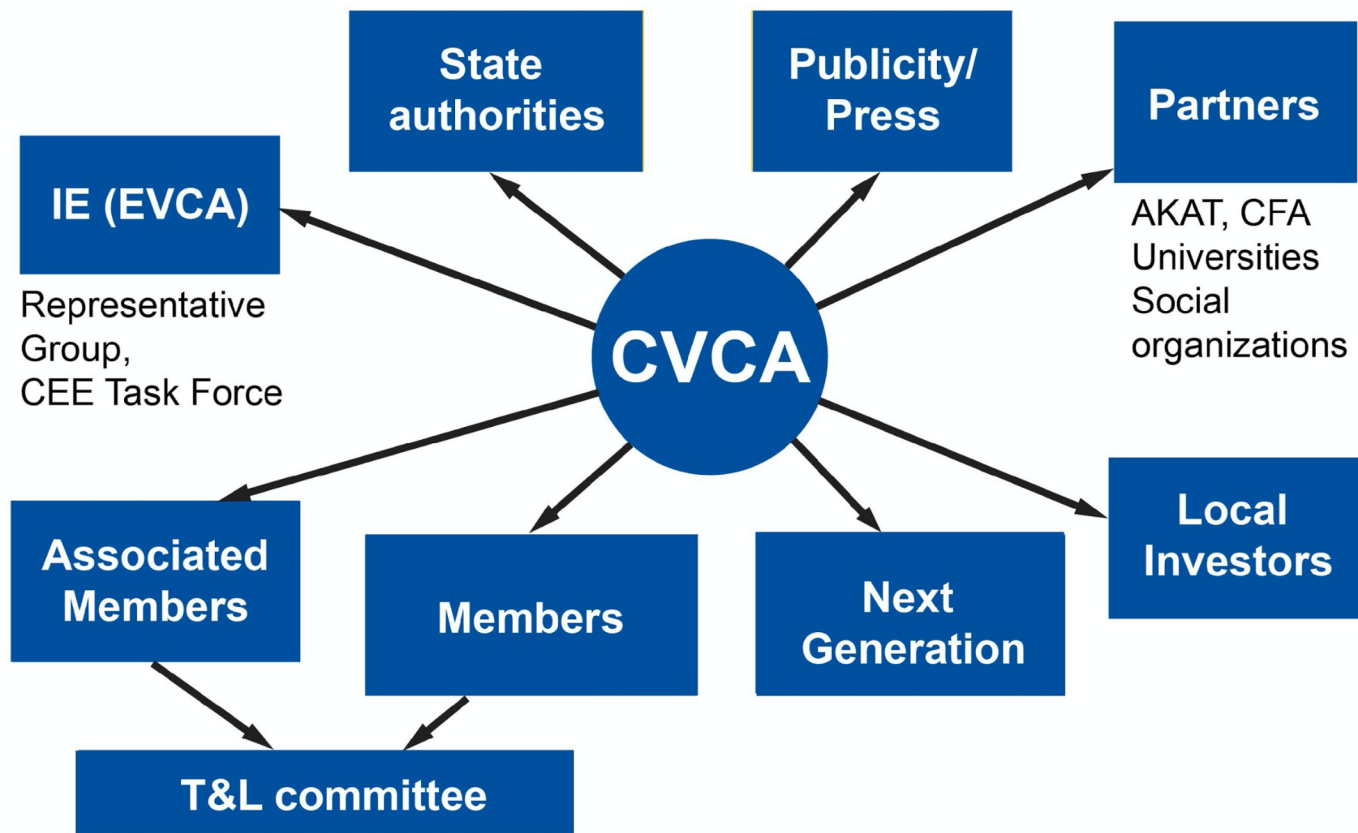 State
authorities
Publicity/
Press
Partners
IE (EVCA)
AKAT, CFA
Universities
Social
organizations
Representative
Group,
CEE Task Force
CVCA
Associated
Members
Members
Next
Generation
Local
Investors
T&L committee